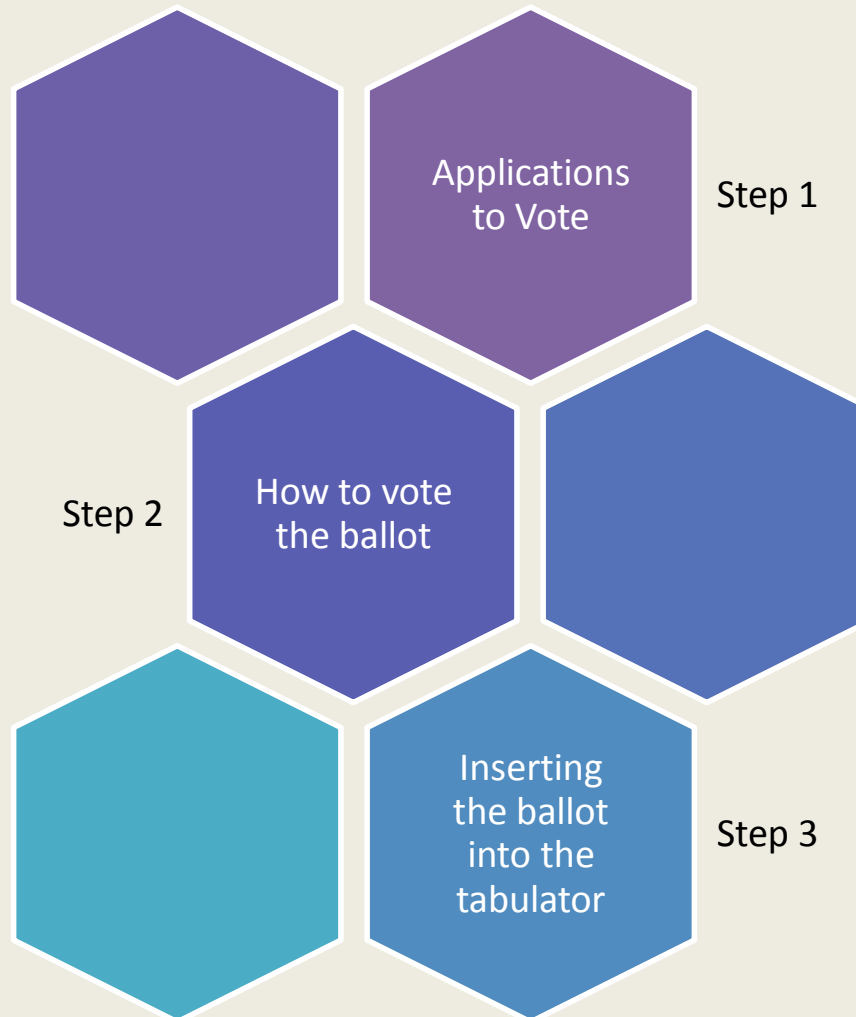 Applications
to Vote
Step 1
Step 2
How to vote
the ballot
Inserting
the ballot
into the
tabulator
Step 3